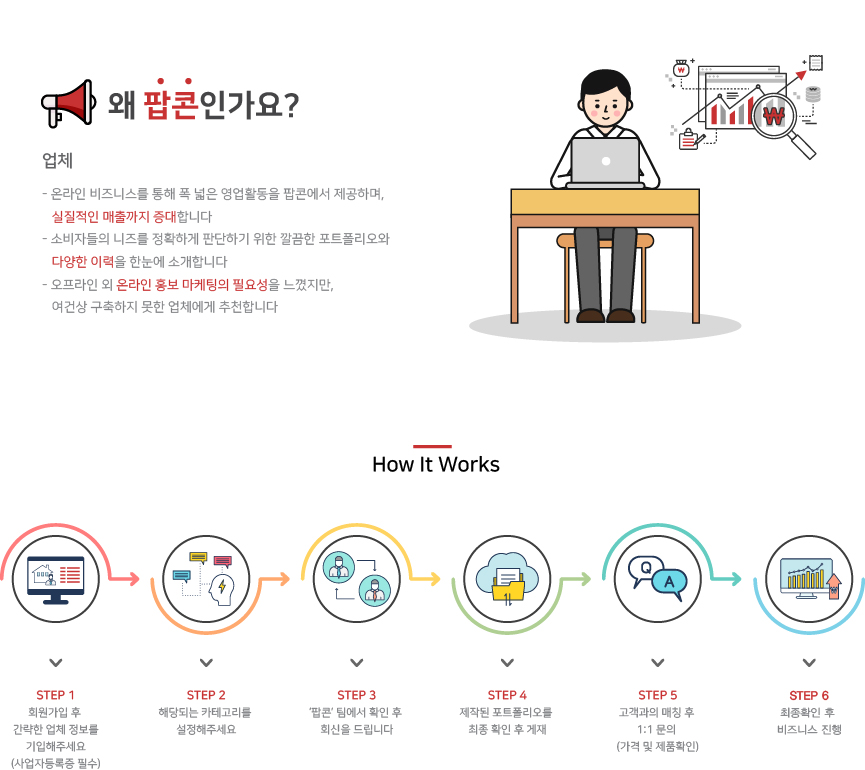 왜 팝콘인가요?
업체
- 온라인 비즈니스를 통해 폭 넓은 영업활동을 팝콘에서 제공하며,
실질적인 매출까지 증대합니다
- 소비자들의 니즈를 정확하게 판단하기 위한 깔끔한 포트폴리오와
다양한 이력을 한눈에 소개합니다
- 오프라인 외 온라인 홍보 마케팅의 필요성을 느꼈지만,
여건상 구축하지 못한 업체에게 추천합니다
How It Works
Q
A
STEP 1
회원가입 후
간략한 업체 정보를
기입해주세요
(사업자등록증 필수)
STEP 2
해당되는 카테고리를
설정해주세요
STEP 3
‘팝콘’ 팀에서 확인 후
회신을 드립니다
STEP 4
제작된 포트폴리오를
최종 확인 후 게재
STEP 5
고객과의 매칭 후
1:1 문의
(가격 및 제품확인)
STEP 6
최종확인 후
비즈니스 진행